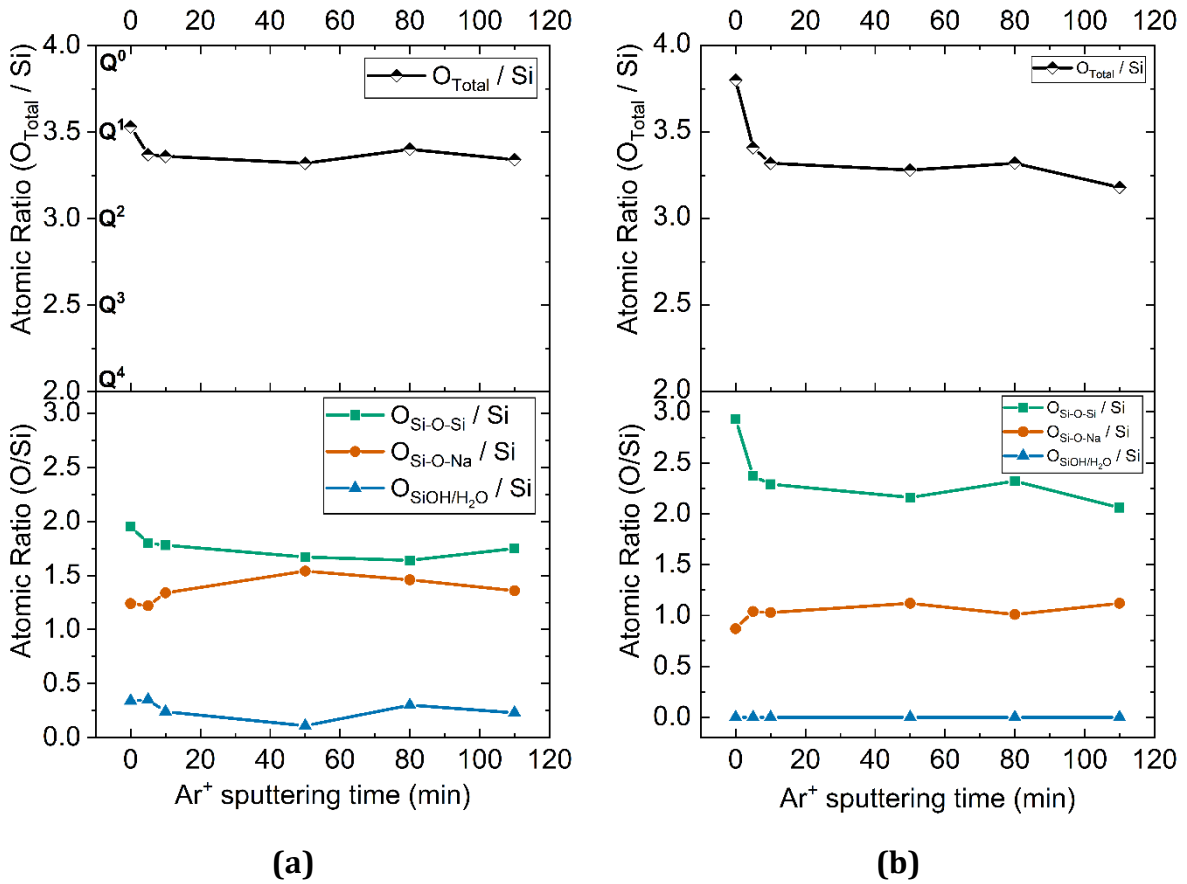 0 20 40 60 80 100 120
4.0
3.5
3.0
2.5
2.0
Q⁰
Q¹
Q²
Q³
Q⁴
Atomic Ratio (O_Total / Si)
O_Total / Si
3.0
2.5
2.0
1.5
1.0
0.5
0.0
Atomic Ratio (O/Si)
O_Si-O-Si / Si
O_Si-O-Na / Si
O_SiOH/H₂O / Si
0 20 40 60 80 100 120
Ar⁺ sputtering time (min)
(a)
0 20 40 60 80 100 120
4.0
3.5
3.0
2.5
2.0
Atomic Ratio (O_Total / Si)
O_Total / Si
3.0
2.5
2.0
1.5
1.0
0.5
0.0
Atomic Ratio (O/Si)
O_Si-O-Si / Si
O_Si-O-Na / Si
O_SiOH/H₂O / Si
0 20 40 60 80 100 120
Ar⁺ sputtering time (min)
(b)